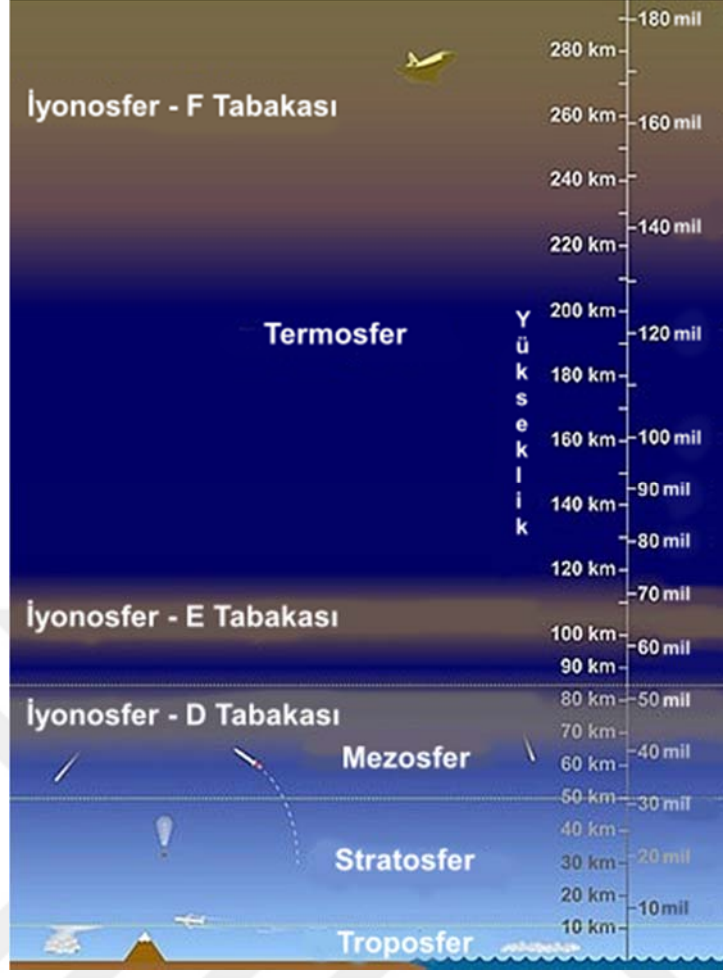 180 mil
280 km
İyonosfer - F Tabakası
260 km
160 mil
240 km
140 mil
220 km
200 km
Termosfer
120 mil
Yükseklik
180 km
160 km
100 mil
90 mil
140 km
80 mil
120 km
70 mil
İyonosfer - E Tabakası
100 km
60 mil
90 km
80 km
50 mil
İyonosfer - D Tabakası
70 km
40 mil
Mezosfer
60 km
50 km
30 mil
40 km
Stratosfer
30 km
20 mil
20 km
10 mil
10 km
Troposfer